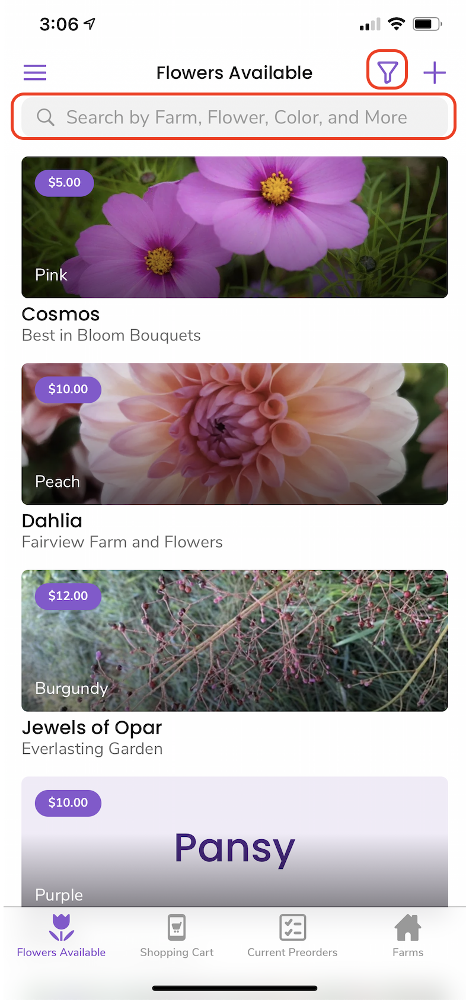 3:06
Flowers Available
Search by Farm, Flower, Color, and More
$5.00
Pink
Cosmos
Best in Bloom Bouquets
$10.00
Peach
Dahlia
Fairview Farm and Flowers
$12.00
Burgundy
Jewels of Opar
Everlasting Garden
$10.00
Pansy
Purple
Flowers Available Shopping Cart Current Preorders Farms